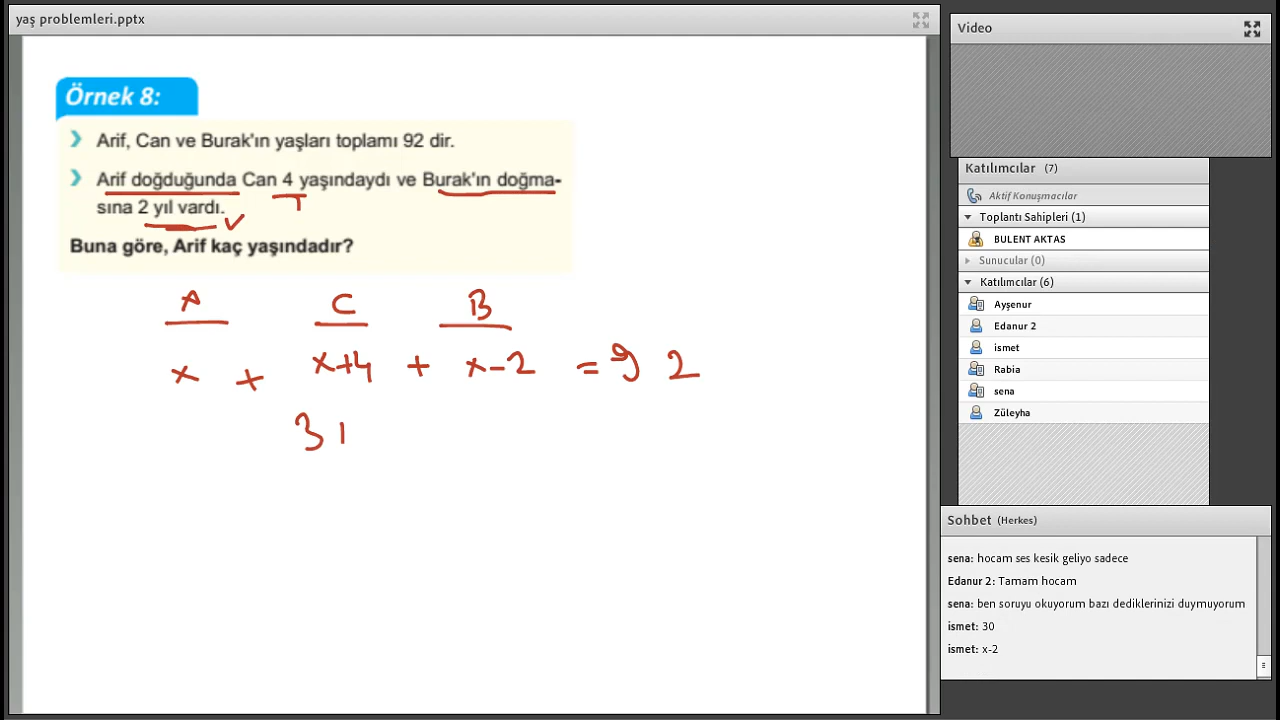 yaş problemleri.pptx
Örnek 8:
Arif, Can ve Burak'ın yaşları toplamı 92 dir.
Arif doğduğunda Can 4 yaşındaydı ve Burak'ın doğma-
sına 2 yıl vardı.
Buna göre, Arif kaç yaşındadır?
A C B
x + x+4 + x-2 = 92
3
Video
Katılımcılar (7)
Aktif Konuşmacılar
Toplantı Sahipleri (1)
BULENT AKTAS
Sunucular (0)
Katılımcılar (6)
Ayşenur
Edanur 2
ismet
Rabia
sena
Züleyha
Sohbet (Herkes)
sena: hocam ses kesik geliyo sadece
Edanur 2: Tamam hocam
sena: ben soruyu okuyorum bazı dediklerinizi duymuyorum
ismet: 30
ismet: x-2